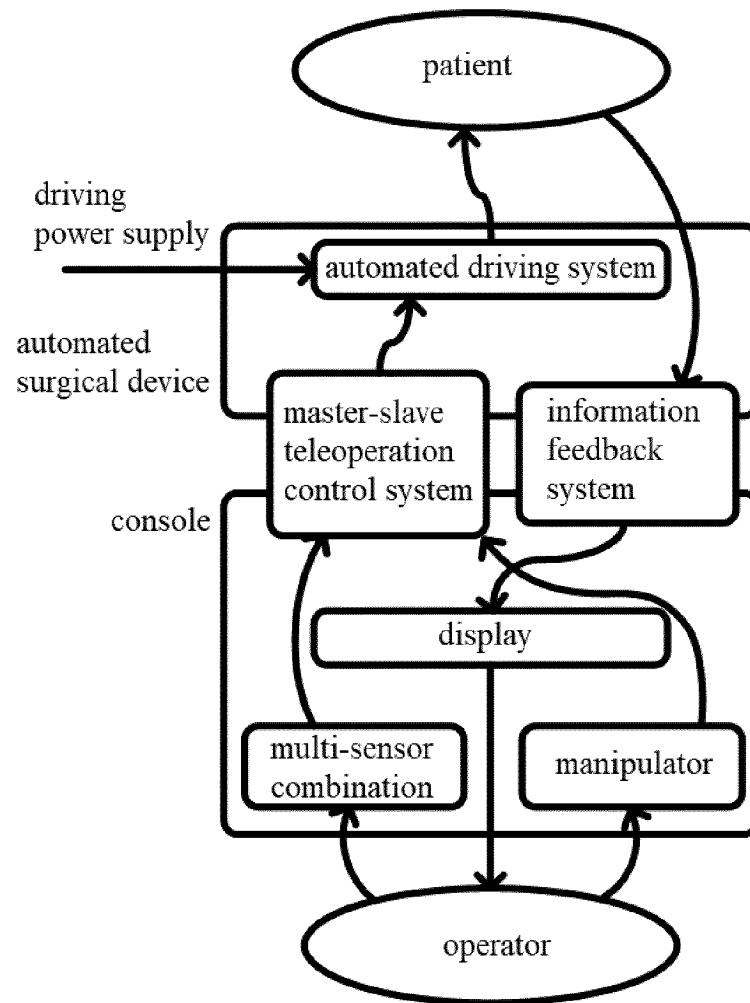 patient
driving
power supply
automated driving system
automated
surgical device
master-slave
teleoperation
control system
information
feedback
system
console
display
multi-sensor
combination
manipulator
operator